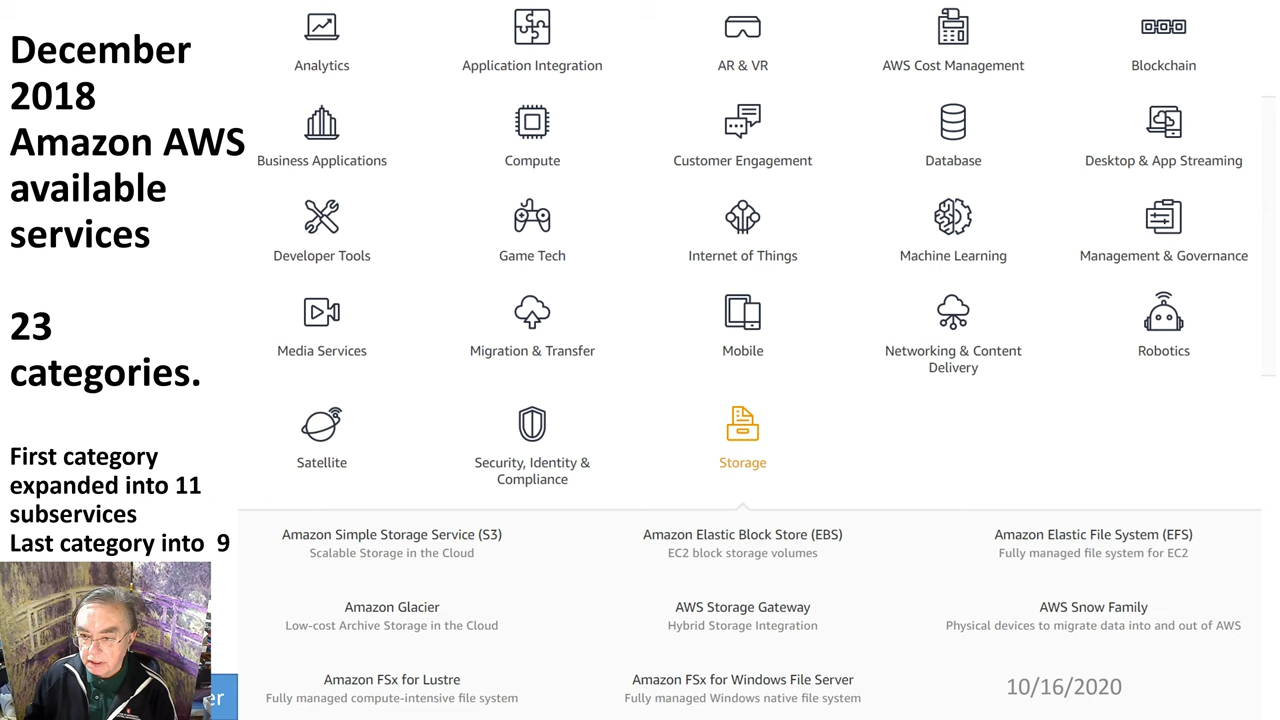 December
2018
Amazon AWS
available
services
23
categories.
First category
expanded into 11
subservices
Last category into 9
Analytics
Application Integration
AR & VR
AWS Cost Management
Blockchain
Business Applications
Compute
Customer Engagement
Database
Desktop & App Streaming
Developer Tools
Game Tech
Internet of Things
Machine Learning
Management & Governance
Media Services
Migration & Transfer
Mobile
Networking & Content
Delivery
Robotics
Satellite
Security, Identity &
Compliance
Storage
Amazon Simple Storage Service (S3)
Scalable Storage in the Cloud
Amazon Elastic Block Store (EBS)
EC2 block storage volumes
Amazon Elastic File System (EFS)
Fully managed file system for EC2
Amazon Glacier
Low-cost Archive Storage in the Cloud
AWS Storage Gateway
Hybrid Storage Integration
AWS Snow Family
Physical devices to migrate data into and out of AWS
Amazon FSx for Lustre
Fully managed compute-intensive file system
Amazon FSx for Windows File Server
Fully managed Windows native file system
10/16/2020